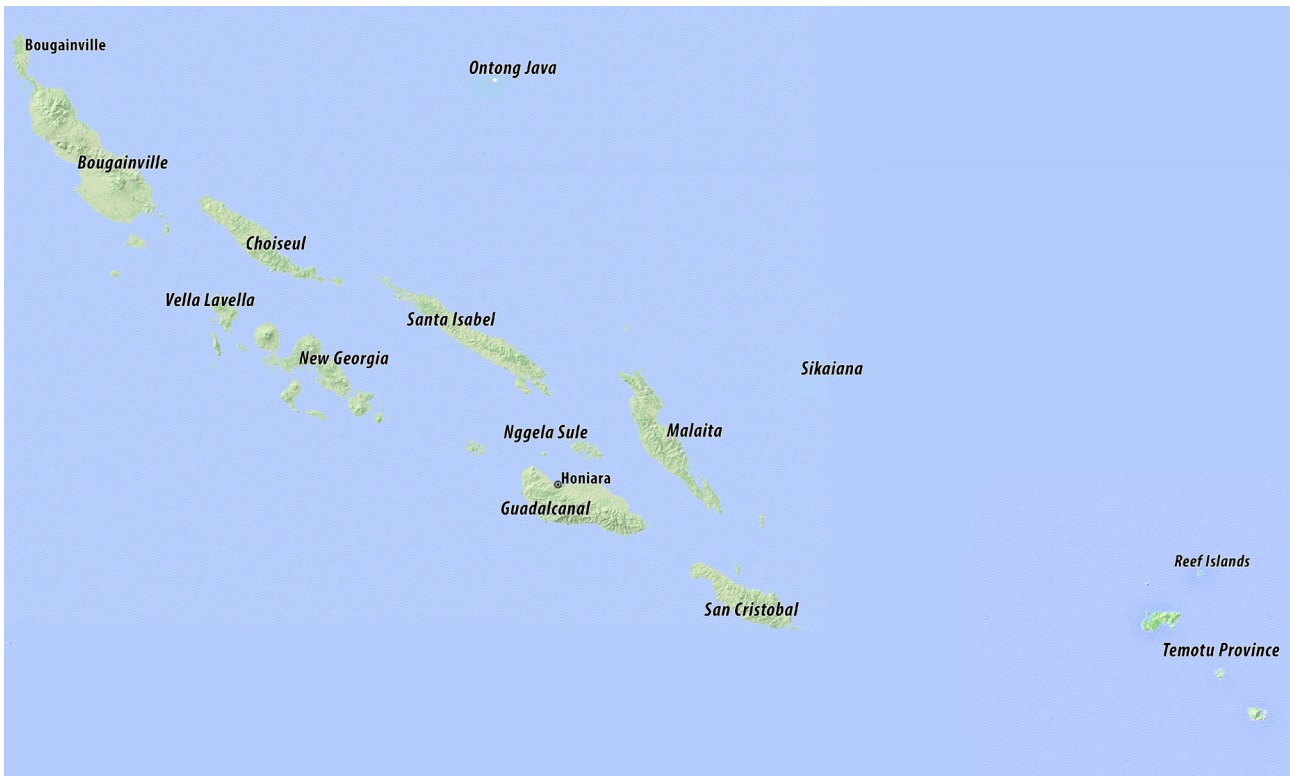 Bougainville
Ontong Java
Bougainville
Choiseul
Vella Lavella
Santa Isabel
New Georgia
Sikaiana
Nggela Sule
Malaita
Honiara
Guadalcanal
Reef Islands
San Cristobal
Temotu Province